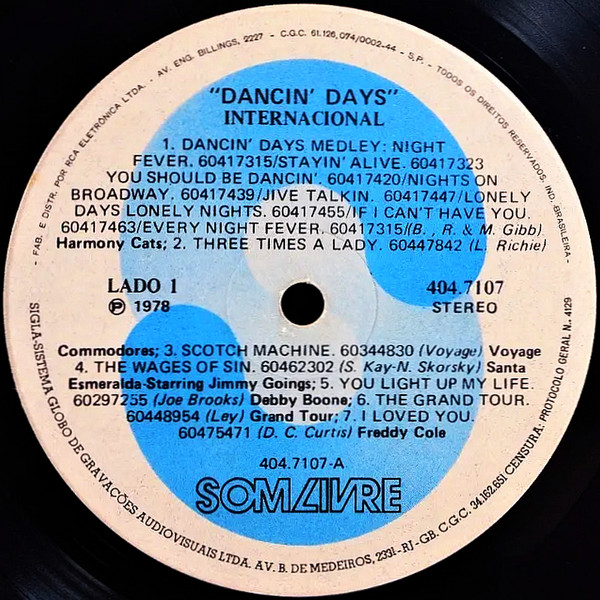 - FAB. E DISTR. POR RCA ELETRÔNICA LTDA. - AV. ENG. BILLINGS, 2227 - C.G.C. 61.126.074/0002-44 - S.P. - TODOS OS DIREITOS RESERVADOS. IND. BRASILEIRA -
"DANCIN' DAYS"
INTERNACIONAL
1. DANCIN' DAYS MEDLEY: NIGHT
FEVER. 60417315/STAYIN' ALIVE. 60417323
YOU SHOULD BE DANCIN'. 60417420/NIGHTS ON
BROADWAY. 60417439/JIVE TALKIN. 60417447/LONELY
DAYS LONELY NIGHTS. 60417455/IF I CAN'T HAVE YOU.
60417463/EVERY NIGHT FEVER. 60417315/(B. , R. & M. Gibb)
Harmony Cats; 2. THREE TIMES A LADY. 60447842 (L. Richie)
LADO 1 404.7107
℗ 1978 STEREO
Commodores; 3. SCOTCH MACHINE. 60344830 (Voyage) Voyage
4. THE WAGES OF SIN. 60462302 (S. Kay-N. Skorsky) Santa
Esmeralda-Starring Jimmy Goings; 5. YOU LIGHT UP MY LIFE.
60297255 (Joe Brooks) Debby Boone; 6. THE GRAND TOUR.
60448954 (Ley) Grand Tour; 7. I LOVED YOU.
60475471 (D. C. Curtis) Freddy Cole
404.7107-A
SOM LIVRE
SIGLA-SISTEMA GLOBO DE GRAVAÇÕES AUDIOVISUAIS LTDA. AV. B. DE MEDEIROS, 2331-RJ-GB. C.G.C. 34.162.651 CENSURA: PROTOCOLO GERAL N. 4129